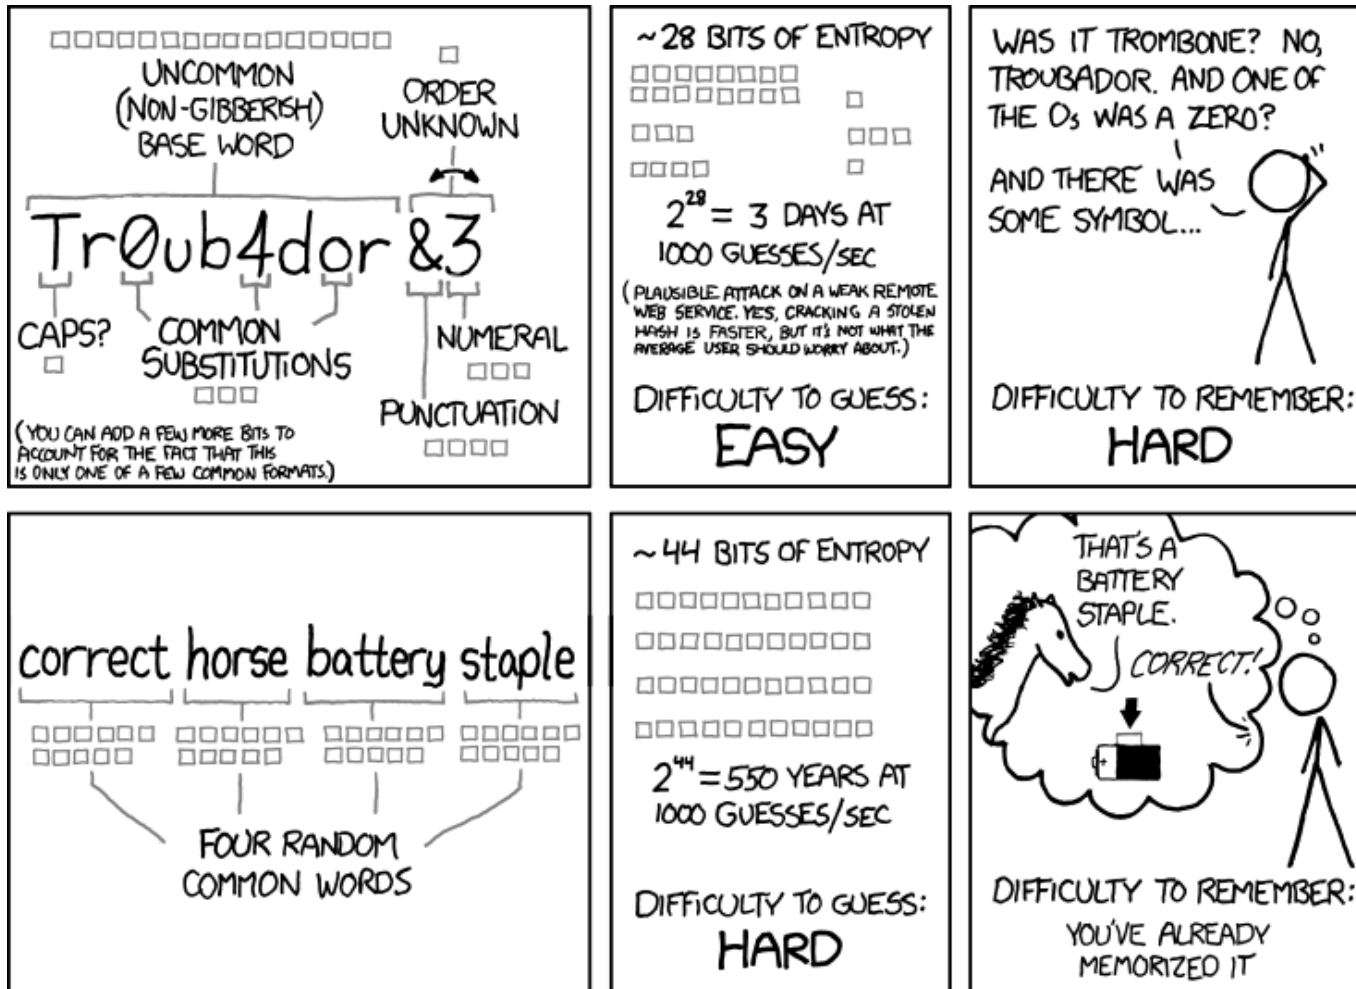 UNCOMMON
(NON-GIBBERISH)
BASE WORD
ORDER
UNKNOWN
Tr0ub4dor &3
CAPS?
COMMON
SUBSTITUTIONS
NUMERAL
PUNCTUATION
(YOU CAN ADD A FEW MORE BITS TO
ACCOUNT FOR THE FACT THAT THIS
IS ONLY ONE OF A FEW COMMON FORMATS.)
~28 BITS OF ENTROPY
2^28 = 3 DAYS AT
1000 GUESSES/SEC
(PLAUSIBLE ATTACK ON A WEAK REMOTE
WEB SERVICE. YES, CRACKING A STOLEN
HASH IS FASTER, BUT IT'S NOT WHAT THE
AVERAGE USER SHOULD WORRY ABOUT.)
DIFFICULTY TO GUESS:
EASY
WAS IT TROMBONE? NO,
TROUBADOR. AND ONE OF
THE Os WAS A ZERO?
AND THERE WAS
SOME SYMBOL...
DIFFICULTY TO REMEMBER:
HARD
correct horse battery staple
FOUR RANDOM
COMMON WORDS
~44 BITS OF ENTROPY
2^44 = 550 YEARS AT
1000 GUESSES/SEC
DIFFICULTY TO GUESS:
HARD
THAT'S A
BATTERY
STAPLE.
CORRECT!
+
DIFFICULTY TO REMEMBER:
YOU'VE ALREADY
MEMORIZED IT